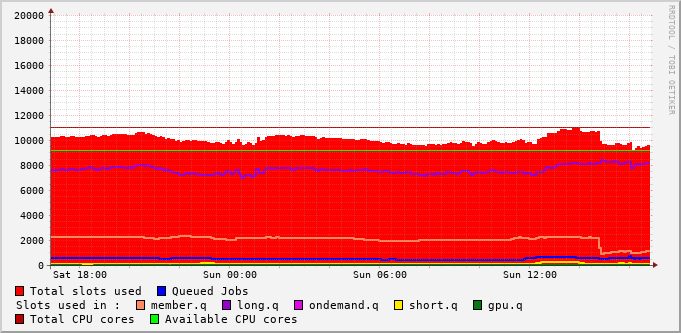 20000
18000
16000
14000
12000
10000
8000
6000
4000
2000
0
Sat 18:00 Sun 00:00 Sun 06:00 Sun 12:00
Total slots used Queued Jobs
Slots used in : member.q long.q ondemand.q short.q gpu.q
Total CPU cores Available CPU cores
RRDTOOL / TOBI OETIKER